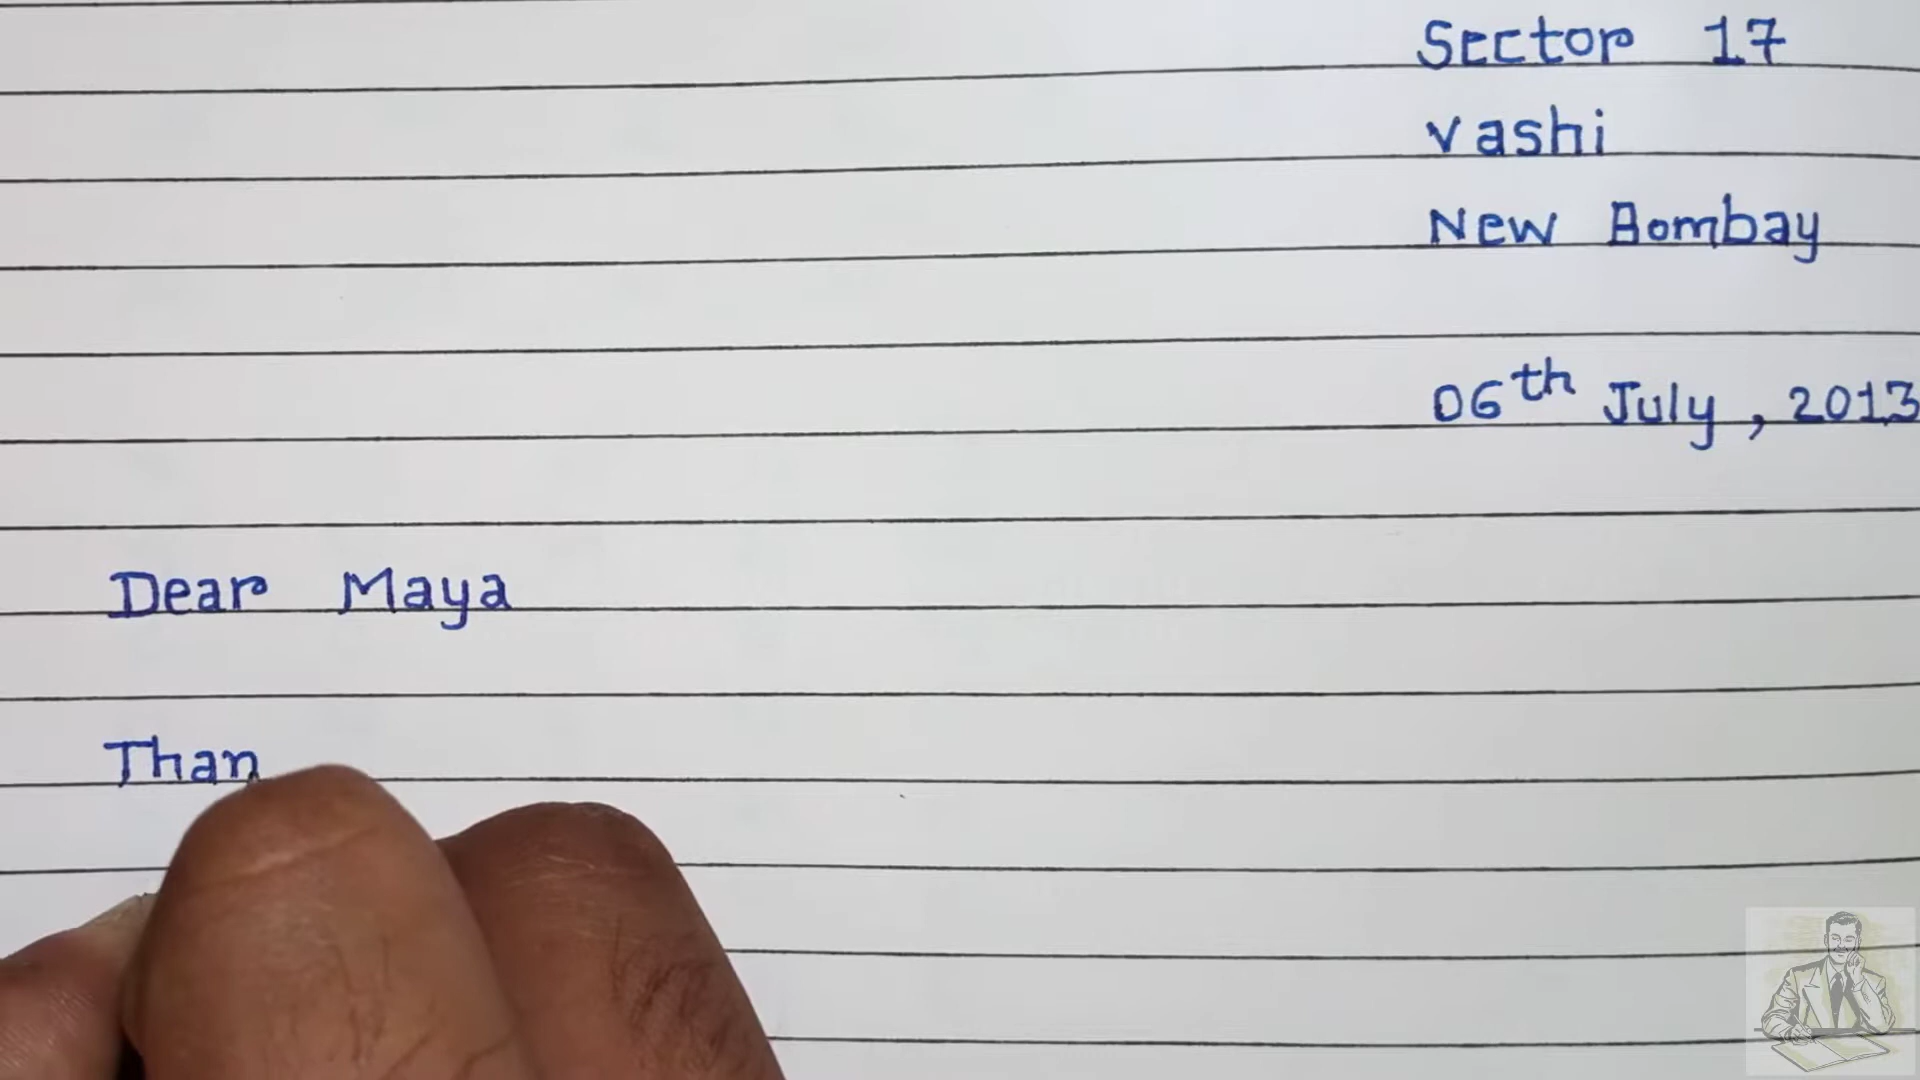 Sector 17
Vashi
New Bombay
06th July, 2013
Dear Maya
Than